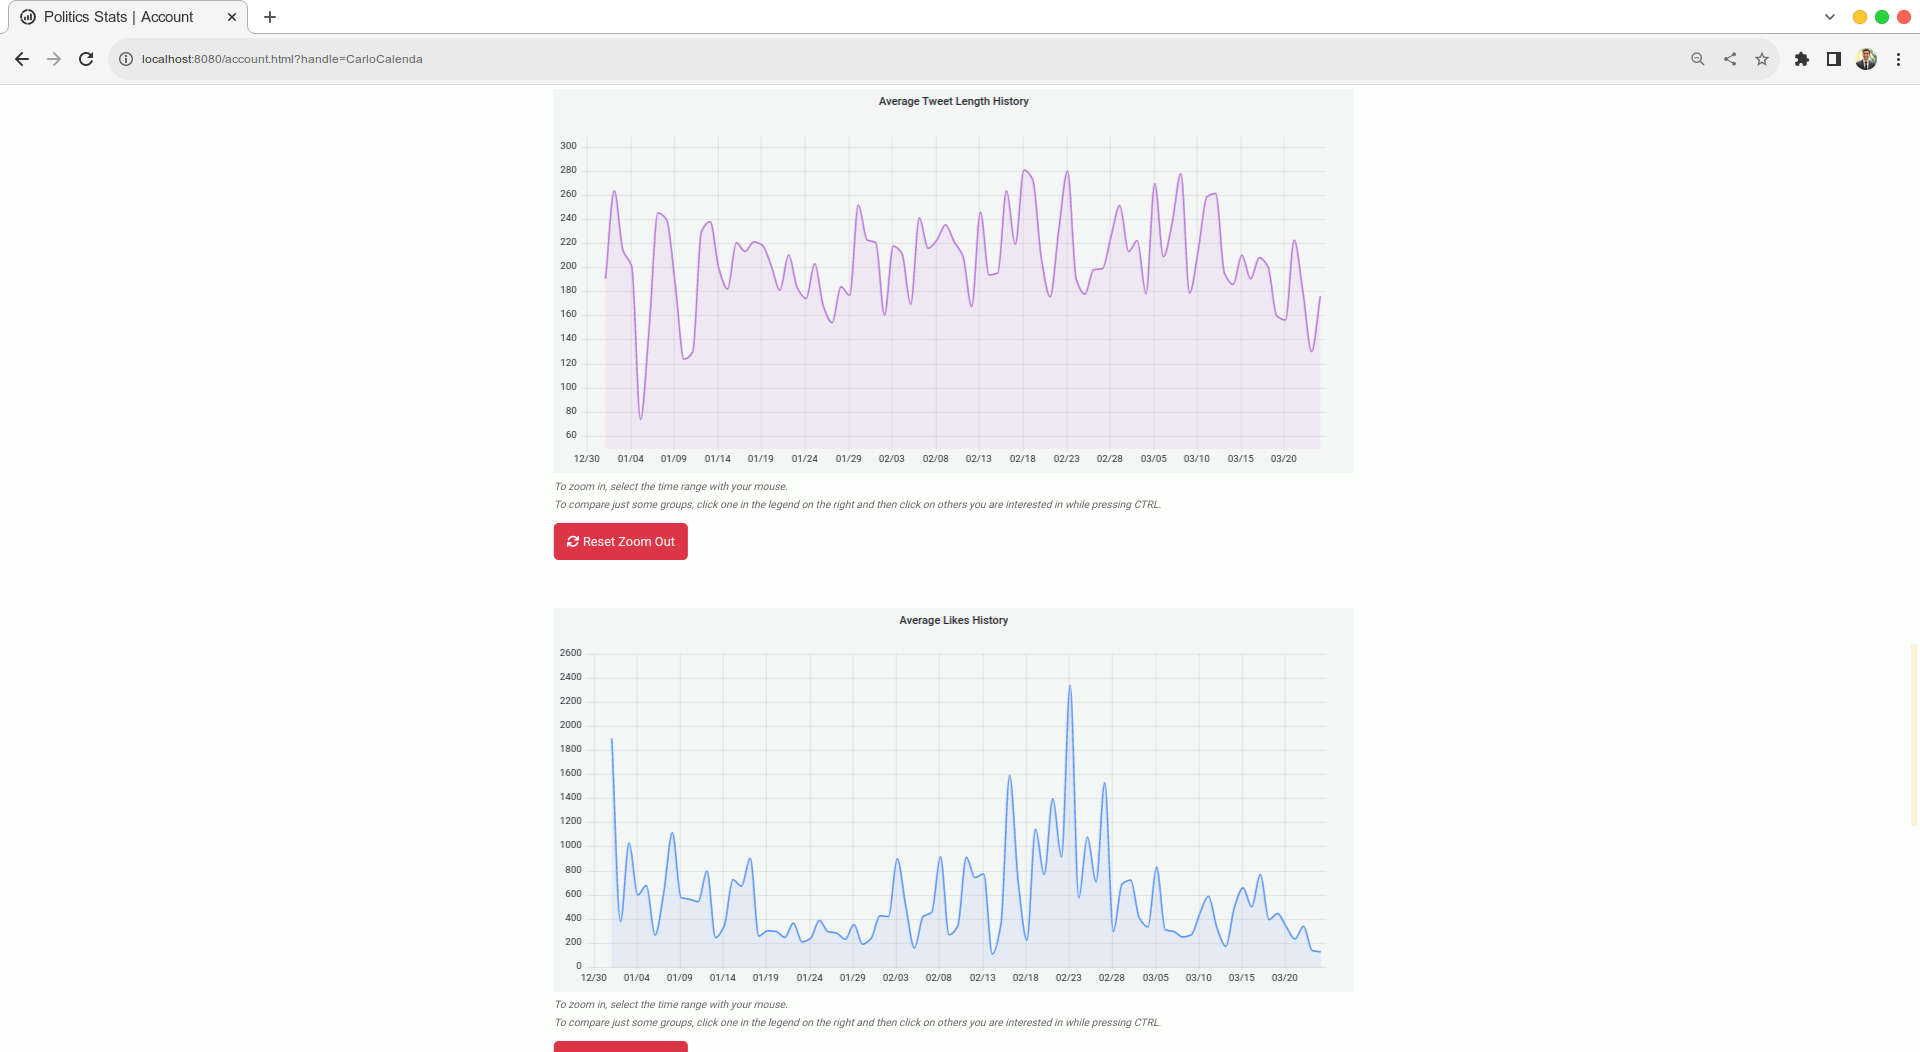 Politics Stats | Account
localhost:8080/account.html?handle=CarloCalenda
Average Tweet Length History
300
280
260
240
220
200
180
160
140
120
100
80
60
12/30 01/04 01/09 01/14 01/19 01/24 01/29 02/03 02/08 02/13 02/18 02/23 02/28 03/05 03/10 03/15 03/20
To zoom in, select the time range with your mouse.
To compare just some groups, click one in the legend on the right and then click on others you are interested in while pressing CTRL.
Reset Zoom Out
Average Likes History
2600
2400
2200
2000
1800
1600
1400
1200
1000
800
600
400
200
0
12/30 01/04 01/09 01/14 01/19 01/24 01/29 02/03 02/08 02/13 02/18 02/23 02/28 03/05 03/10 03/15 03/20
To zoom in, select the time range with your mouse.
To compare just some groups, click one in the legend on the right and then click on others you are interested in while pressing CTRL.